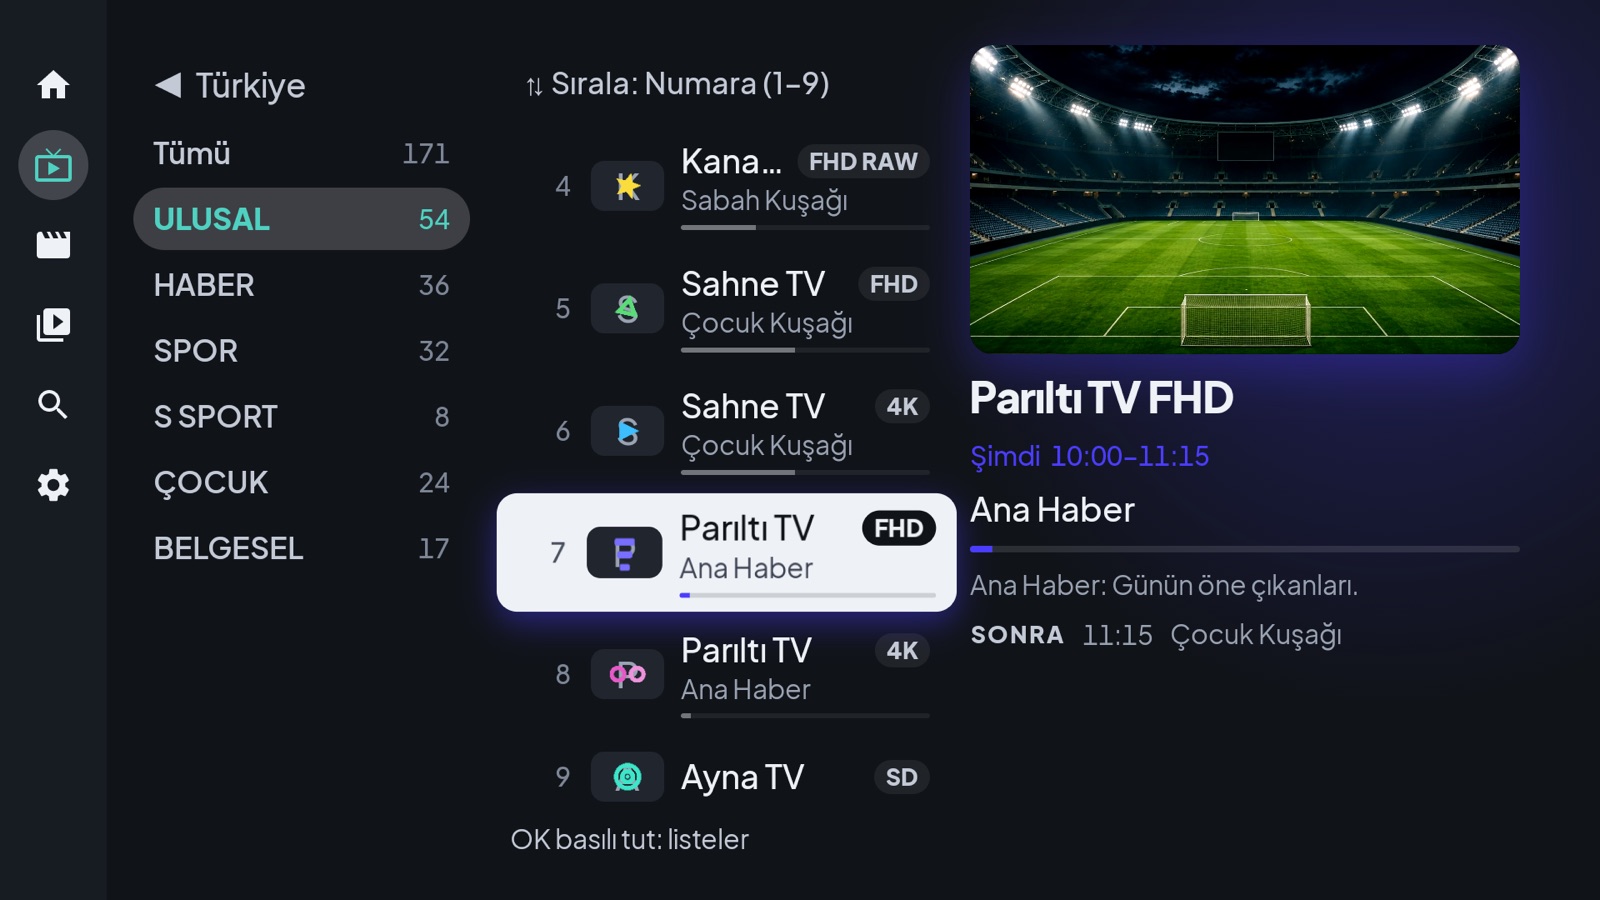 ◀ Türkiye
Tümü 171
ULUSAL 54
HABER 36
SPOR 32
S SPORT 8
ÇOCUK 24
BELGESEL 17
↑↓ Sırala: Numara (1–9)
4 Kana... FHD RAW
Sabah Kuşağı
5 Sahne TV FHD
Çocuk Kuşağı
6 Sahne TV 4K
Çocuk Kuşağı
7 Parıltı TV FHD
Ana Haber
8 Parıltı TV 4K
Ana Haber
9 Ayna TV SD
OK basılı tut: listeler
Parıltı TV FHD
Şimdi 10:00–11:15
Ana Haber
Ana Haber: Günün öne çıkanları.
SONRA 11:15 Çocuk Kuşağı